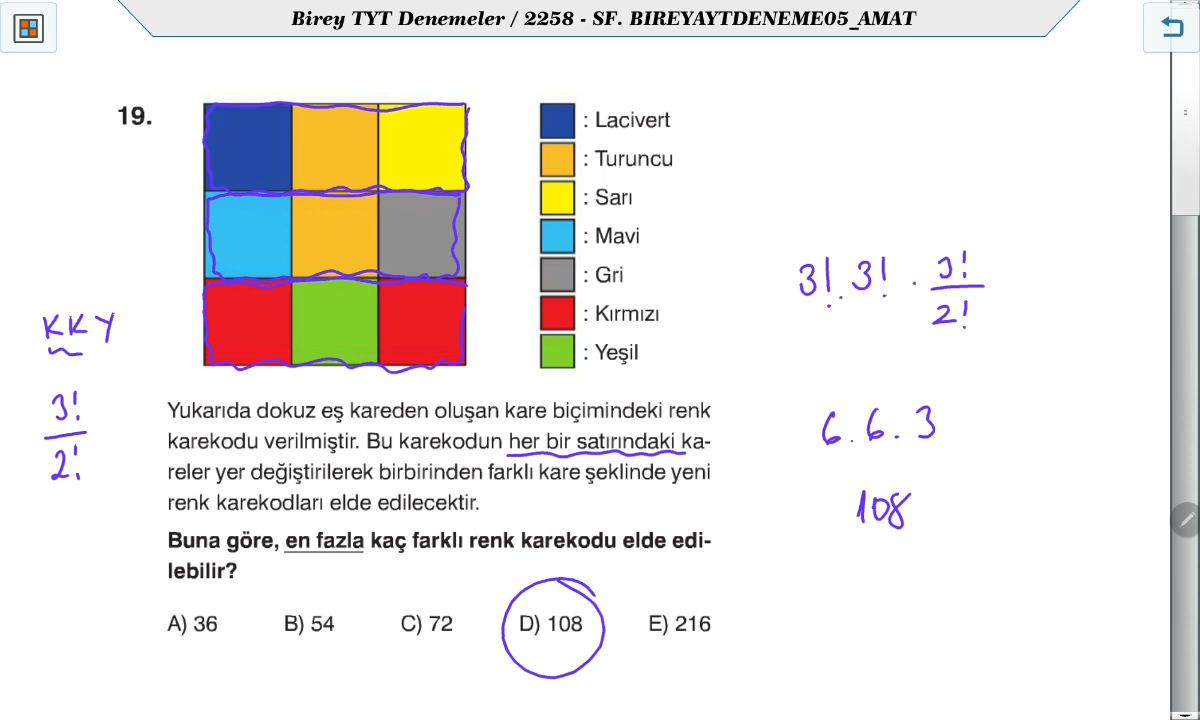 Birey TYT Denemeler / 2258 - SF. BIREYAYTDENEME05_AMAT
19.
: Lacivert
: Turuncu
: Sarı
: Mavi
: Gri
: Kırmızı
: Yeşil
KKY
3!
2!
3! . 3! . 3!
2!
6 . 6 . 3
108
Yukarıda dokuz eş kareden oluşan kare biçimindeki renk
karekodu verilmiştir. Bu karekodun her bir satırındaki ka-
reler yer değiştirilerek birbirinden farklı kare şeklinde yeni
renk karekodları elde edilecektir.
Buna göre, en fazla kaç farklı renk karekodu elde edi-
lebilir?
A) 36 B) 54 C) 72 D) 108 E) 216